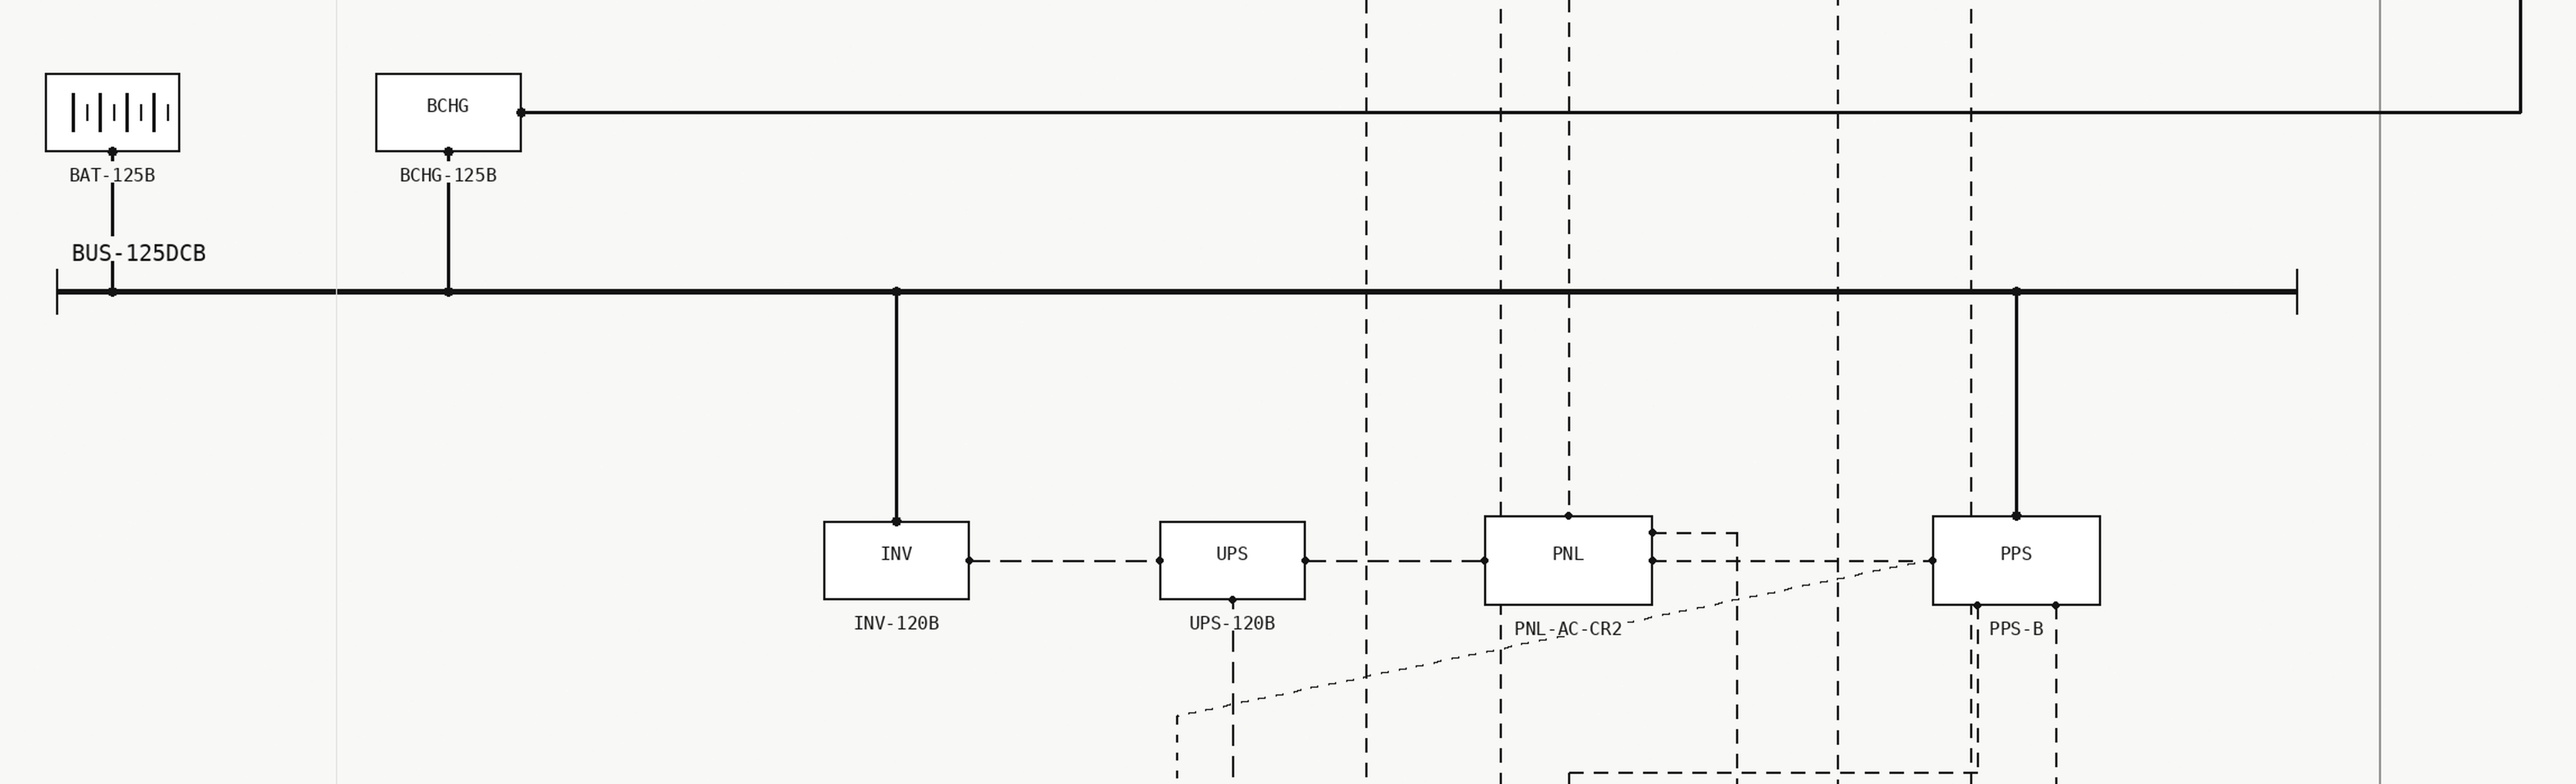 BCHG
BAT-125B
BCHG-125B
BUS-125DCB
INV
UPS
PNL
PPS
INV-120B
UPS-120B
PNL-AC-CR2
PPS-B